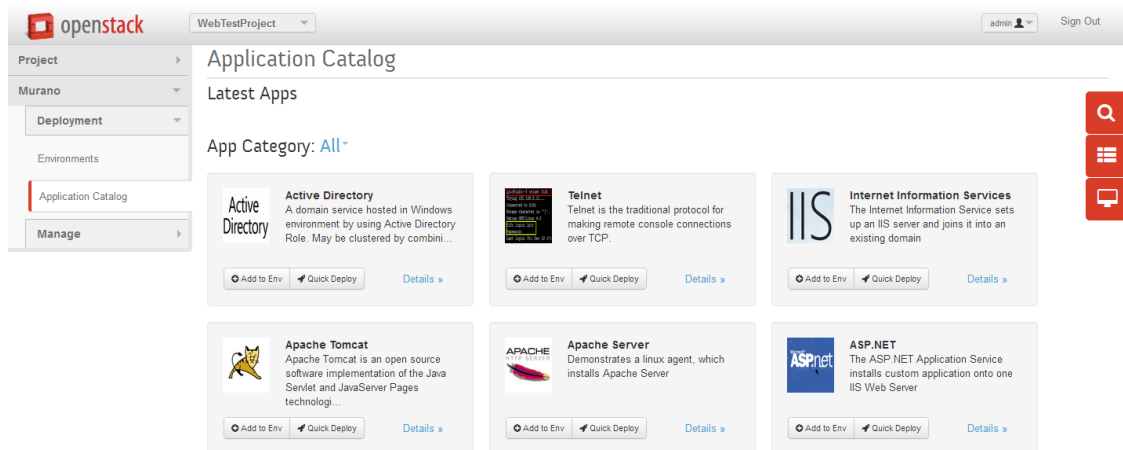 openstack
WebTestProject
admin
Sign Out
Project
Murano
Deployment
Environments
Application Catalog
Manage
Application Catalog
Latest Apps
App Category: All
Active Directory
Active Directory
A domain service hosted in Windows
environment by using Active Directory
Role. May be clustered by combini...
Add to Env
Quick Deploy
Details »
Telnet
Telnet is the traditional protocol for
making remote console connections
over TCP.
Add to Env
Quick Deploy
Details »
IIS
Internet Information Services
The Internet Information Service sets
up an IIS server and joins it into an
existing domain
Add to Env
Quick Deploy
Details »
Apache Tomcat
Apache Tomcat is an open source
software implementation of the Java
Servlet and JavaServer Pages
technologi...
Add to Env
Quick Deploy
Details »
APACHE
HTTP SERVER
Apache Server
Demonstrates a linux agent, which
installs Apache Server
Add to Env
Quick Deploy
Details »
ASP.net
ASP.NET
The ASP.NET Application Service
installs custom application onto one
IIS Web Server
Add to Env
Quick Deploy
Details »